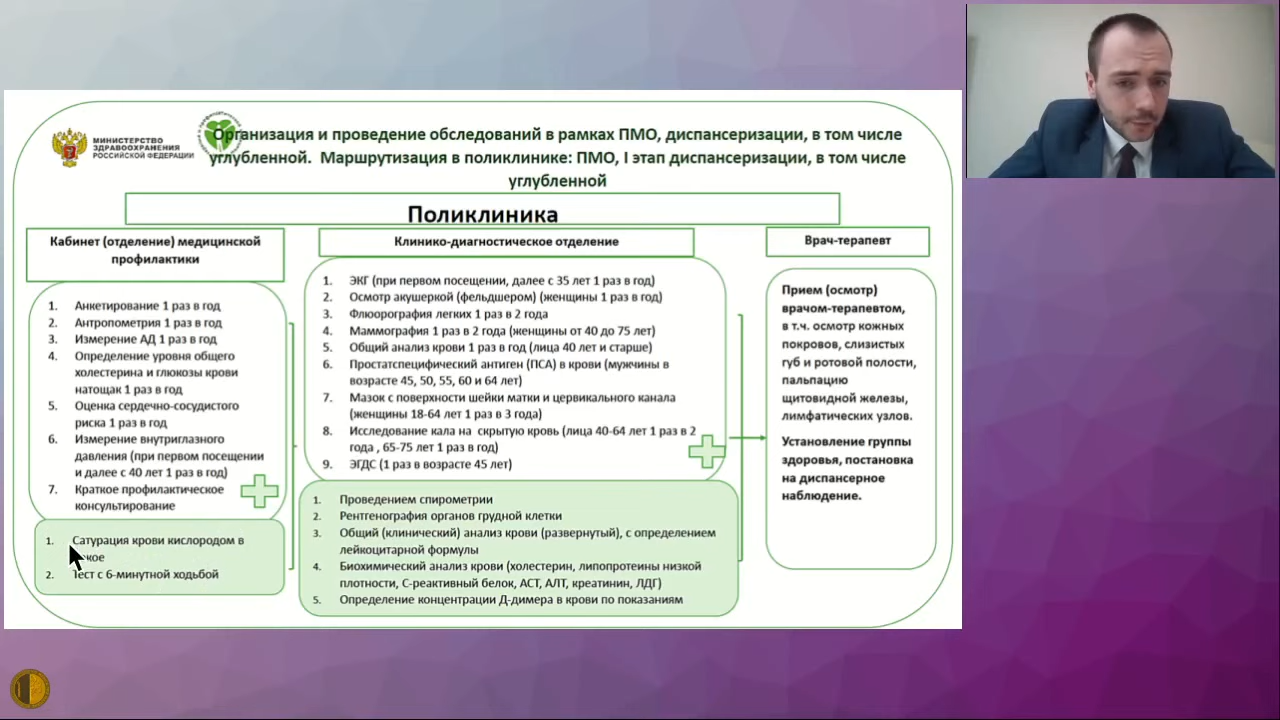 МИНИСТЕРСТВО
ЗДРАВООХРАНЕНИЯ
РОССИЙСКОЙ ФЕДЕРАЦИИ
Организация и проведение обследований в рамках ПМО, диспансеризации, в том числе
углубленной. Маршрутизация в поликлинике: ПМО, I этап диспансеризации, в том числе
углубленной
Поликлиника
Кабинет (отделение) медицинской
профилактики
1. Анкетирование 1 раз в год
2. Антропометрия 1 раз в год
3. Измерение АД 1 раз в год
4. Определение уровня общего
холестерина и глюкозы крови
натощак 1 раз в год
5. Оценка сердечно-сосудистого
риска 1 раз в год
6. Измерение внутриглазного
давления (при первом посещении
и далее с 40 лет 1 раз в год)
7. Краткое профилактическое
консультирование
1. Сатурация крови кислородом в
2. Тест с 6-минутной ходьбой
Клинико-диагностическое отделение
1. ЭКГ (при первом посещении, далее с 35 лет 1 раз в год)
2. Осмотр акушеркой (фельдшером) (женщины 1 раз в год)
3. Флюорография легких 1 раз в 2 года
4. Маммография 1 раз в 2 года (женщины от 40 до 75 лет)
5. Общий анализ крови 1 раз в год (лица 40 лет и старше)
6. Простатспецифический антиген (ПСА) в крови (мужчины в
возрасте 45, 50, 55, 60 и 64 лет)
7. Мазок с поверхности шейки матки и цервикального канала
(женщины 18-64 лет 1 раз в 3 года)
8. Исследование кала на скрытую кровь (лица 40-64 лет 1 раз в 2
года , 65-75 лет 1 раз в год)
9. ЭГДС (1 раз в возрасте 45 лет)
1. Проведением спирометрии
2. Рентгенография органов грудной клетки
3. Общий (клинический) анализ крови (развернутый), с определением
лейкоцитарной формулы
4. Биохимический анализ крови (холестерин, липопротеины низкой
плотности, С-реактивный белок, АСТ, АЛТ, креатинин, ЛДГ)
5. Определение концентрации Д-димера в крови по показаниям
Врач-терапевт
Прием (осмотр)
врачом-терапевтом,
в т.ч. осмотр кожных
покровов, слизистых
губ и ротовой полости,
пальпацию
щитовидной железы,
лимфатических узлов.
Установление группы
здоровья, постановка
на диспансерное
наблюдение.